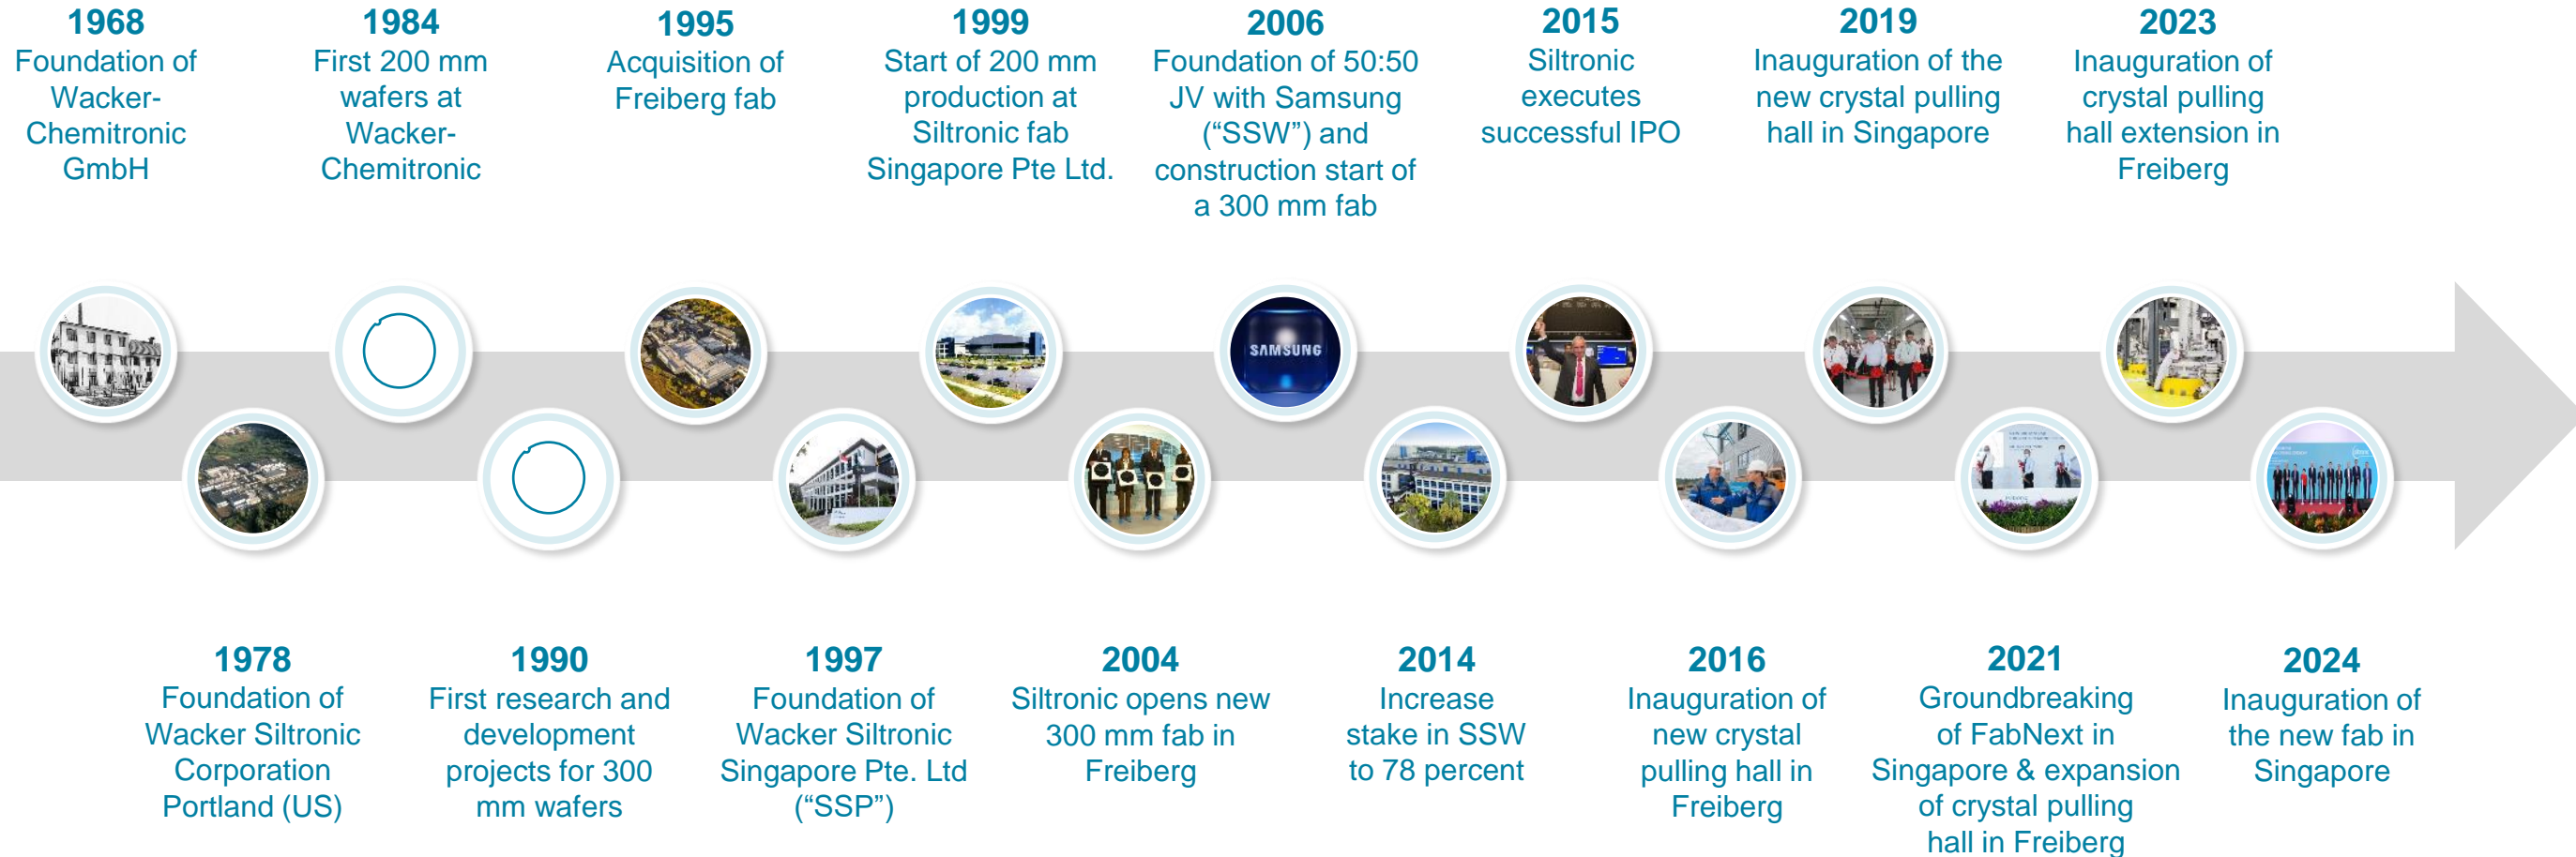 1968
Foundation of
Wacker-
Chemitronic
GmbH
1984
First 200 mm
wafers at
Wacker-
Chemitronic
1995
Acquisition of
Freiberg fab
1999
Start of 200 mm
production at
Siltronic fab
Singapore Pte Ltd.
2006
Foundation of 50:50
JV with Samsung
(“SSW”) and
construction start of
a 300 mm fab
2015
Siltronic
executes
successful IPO
2019
Inauguration of the
new crystal pulling
hall in Singapore
2023
Inauguration of
crystal pulling
hall extension in
Freiberg
SAMSUNG
1978
Foundation of
Wacker Siltronic
Corporation
Portland (US)
1990
First research and
development
projects for 300
mm wafers
1997
Foundation of
Wacker Siltronic
Singapore Pte. Ltd
(“SSP”)
2004
Siltronic opens new
300 mm fab in
Freiberg
2014
Increase
stake in SSW
to 78 percent
2016
Inauguration of
new crystal
pulling hall in
Freiberg
2021
Groundbreaking
of FabNext in
Singapore & expansion
of crystal pulling
hall in Freiberg
2024
Inauguration of
the new fab in
Singapore